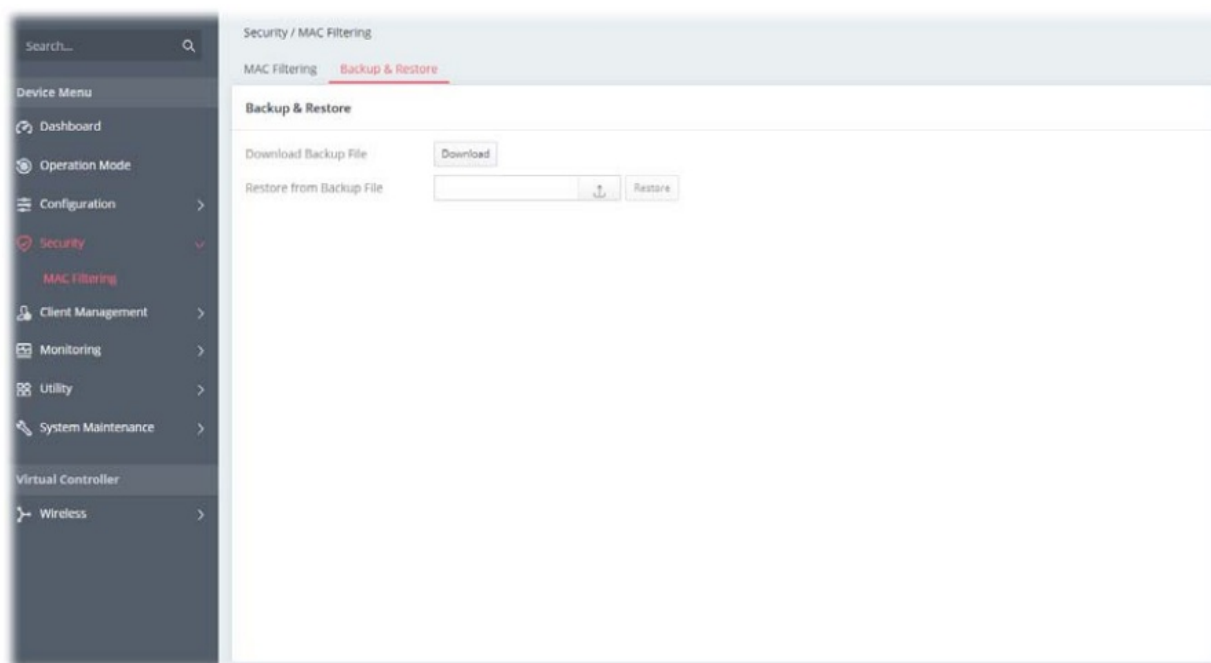 Search...
Device Menu
Dashboard
Operation Mode
Configuration
Security
MAC Filtering
Client Management
Monitoring
Utility
System Maintenance
Virtual Controller
Wireless
Security / MAC Filtering
MAC Filtering Backup & Restore
Backup & Restore
Download Backup File Download
Restore from Backup File Restore